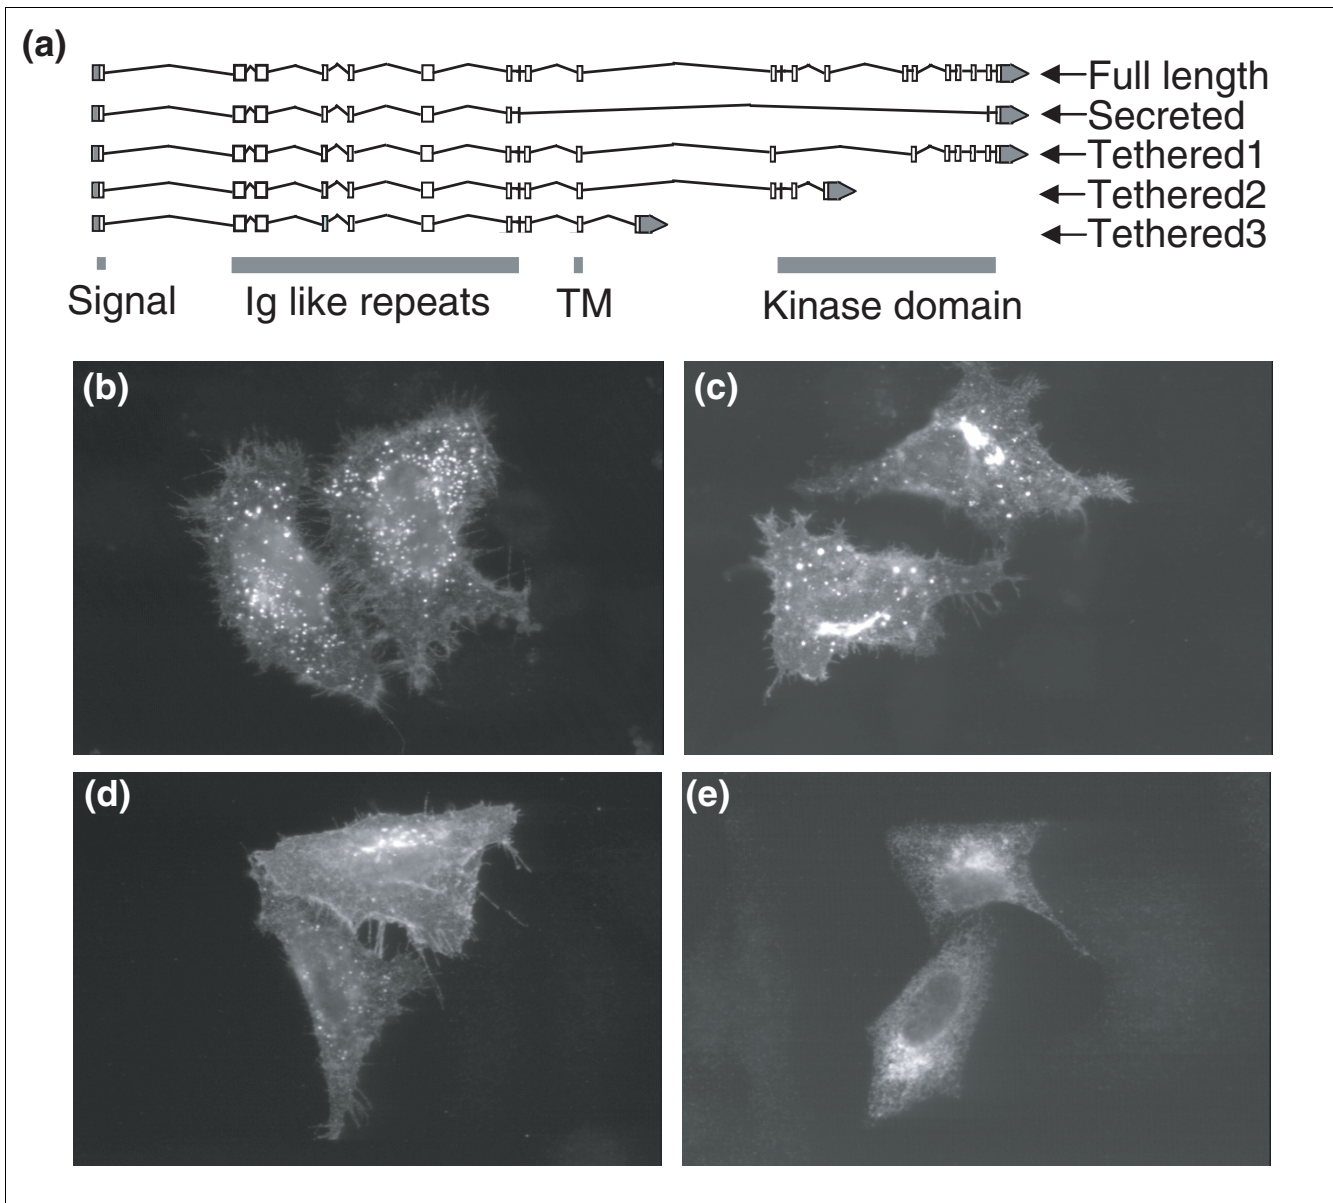 (a)
Full length
Secreted
Tethered1
Tethered2
Tethered3
Signal Ig like repeats TM Kinase domain
(b) (c)
(d) (e)